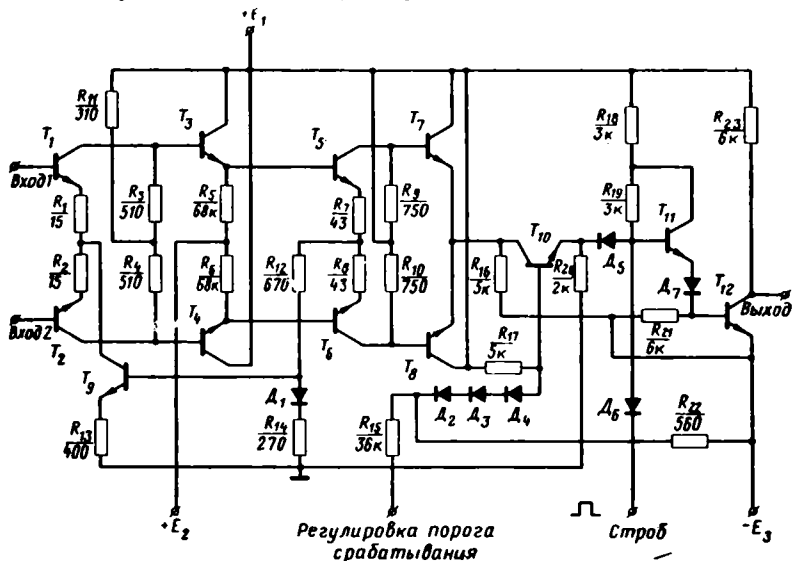 +E1
R11
310
T1
Вход1
R1
15
R2
15
Вход2
T2
R3
510
R4
510
T3
R5
68к
R6
68к
T4
T5
R7
43
R8
43
T6
R12
670
R9
750
R10
750
T7
T8
T9
R13
400
Д1
R14
270
R15
36к
Д2
Д3
Д4
R16
3к
R17
3к
T10
R20
2к
Д5
R18
3к
R19
3к
T11
Д7
R21
6к
Д6
R22
560
R23
6к
T12
Выход
+E2
Регулировка порога
срабатывания
Строб
-E3